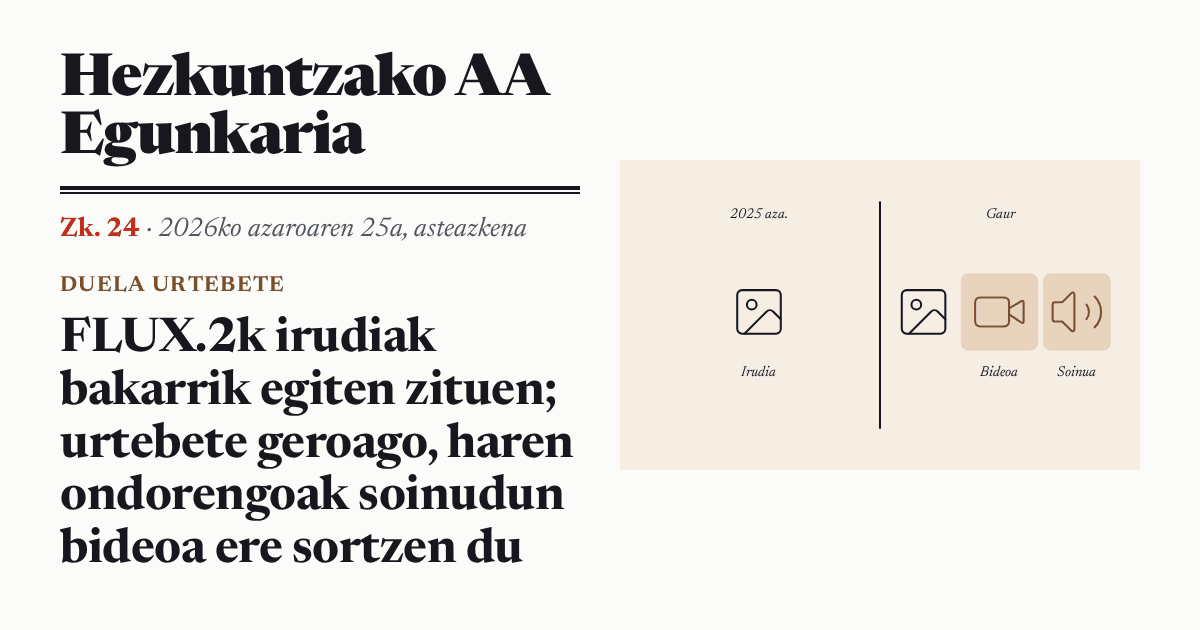 Hezkuntzako AA
Egunkaria
Zk. 24 · 2026ko azaroaren 25a, asteazkena
DUELA URTEBETE
FLUX.2k irudiak
bakarrik egiten zituen;
urtebete geroago, haren
ondorengoak soinudun
bideoa ere sortzen du
2025 aza.
Gaur
Irudia
Bideoa
Soinua